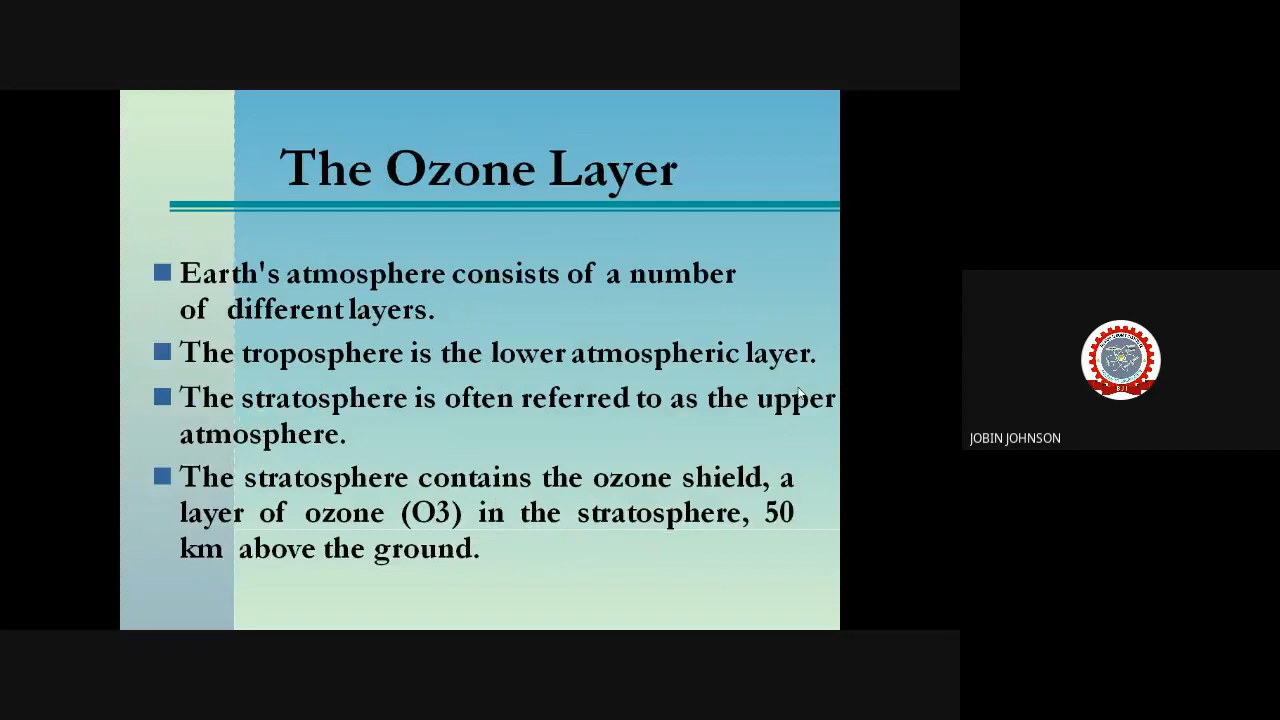 The Ozone Layer
Earth's atmosphere consists of a number
of different layers.
The troposphere is the lower atmospheric layer.
The stratosphere is often referred to as the upper
atmosphere.
The stratosphere contains the ozone shield, a
layer of ozone (O3) in the stratosphere, 50
km above the ground.
JOBIN JOHNSON